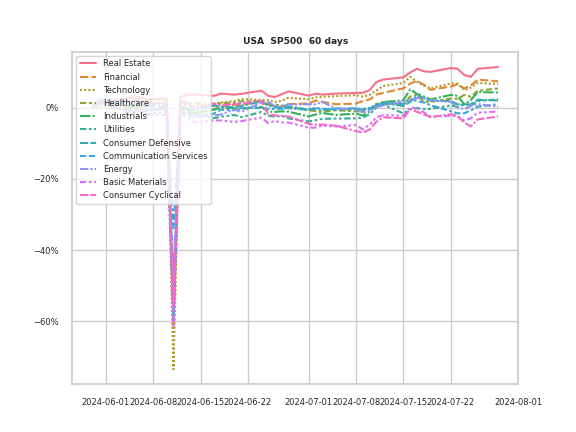 USA SP500 60 days
Real Estate
Financial
Technology
Healthcare
Industrials
Utilities
Consumer Defensive
Communication Services
Energy
Basic Materials
Consumer Cyclical
0%
−20%
−40%
−60%
2024-06-01 2024-06-08 2024-06-15 2024-06-22 2024-07-01 2024-07-08 2024-07-15 2024-07-22 2024-08-01